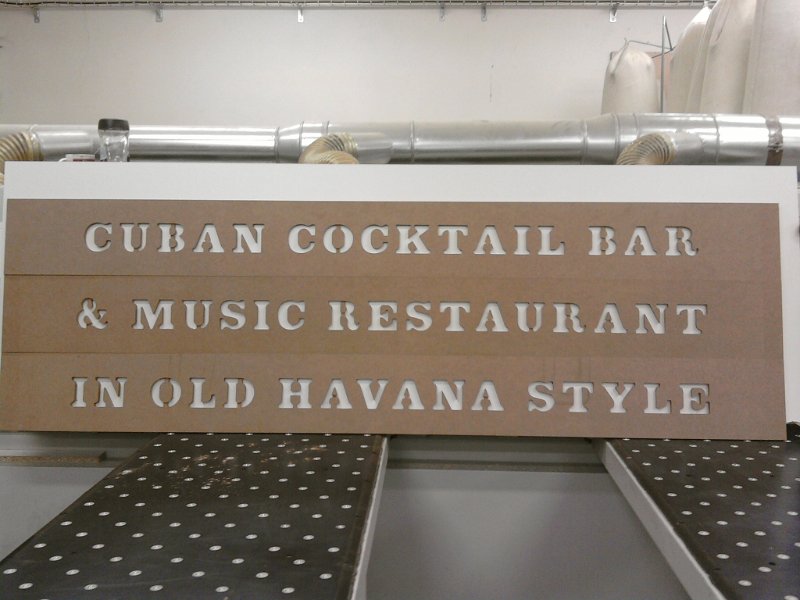 CUBAN COCKTAIL BAR
& MUSIC RESTAURANT
IN OLD HAVANA STYLE